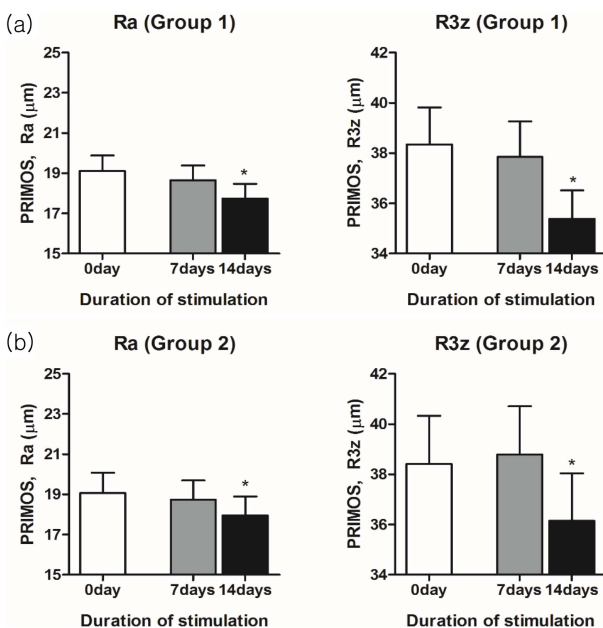 (a)
Ra (Group 1)
PRIMOS, Ra (μm)
25
23
21
19
17
15
*
0day 7days 14days
Duration of stimulation
R3z (Group 1)
PRIMOS, R3z (μm)
42
40
38
36
34
*
0day 7days 14days
Duration of stimulation
(b)
Ra (Group 2)
PRIMOS, Ra (μm)
25
23
21
19
17
15
*
0day 7days 14days
Duration of stimulation
R3z (Group 2)
PRIMOS, R3z (μm)
42
40
38
36
34
*
0day 7days 14days
Duration of stimulation